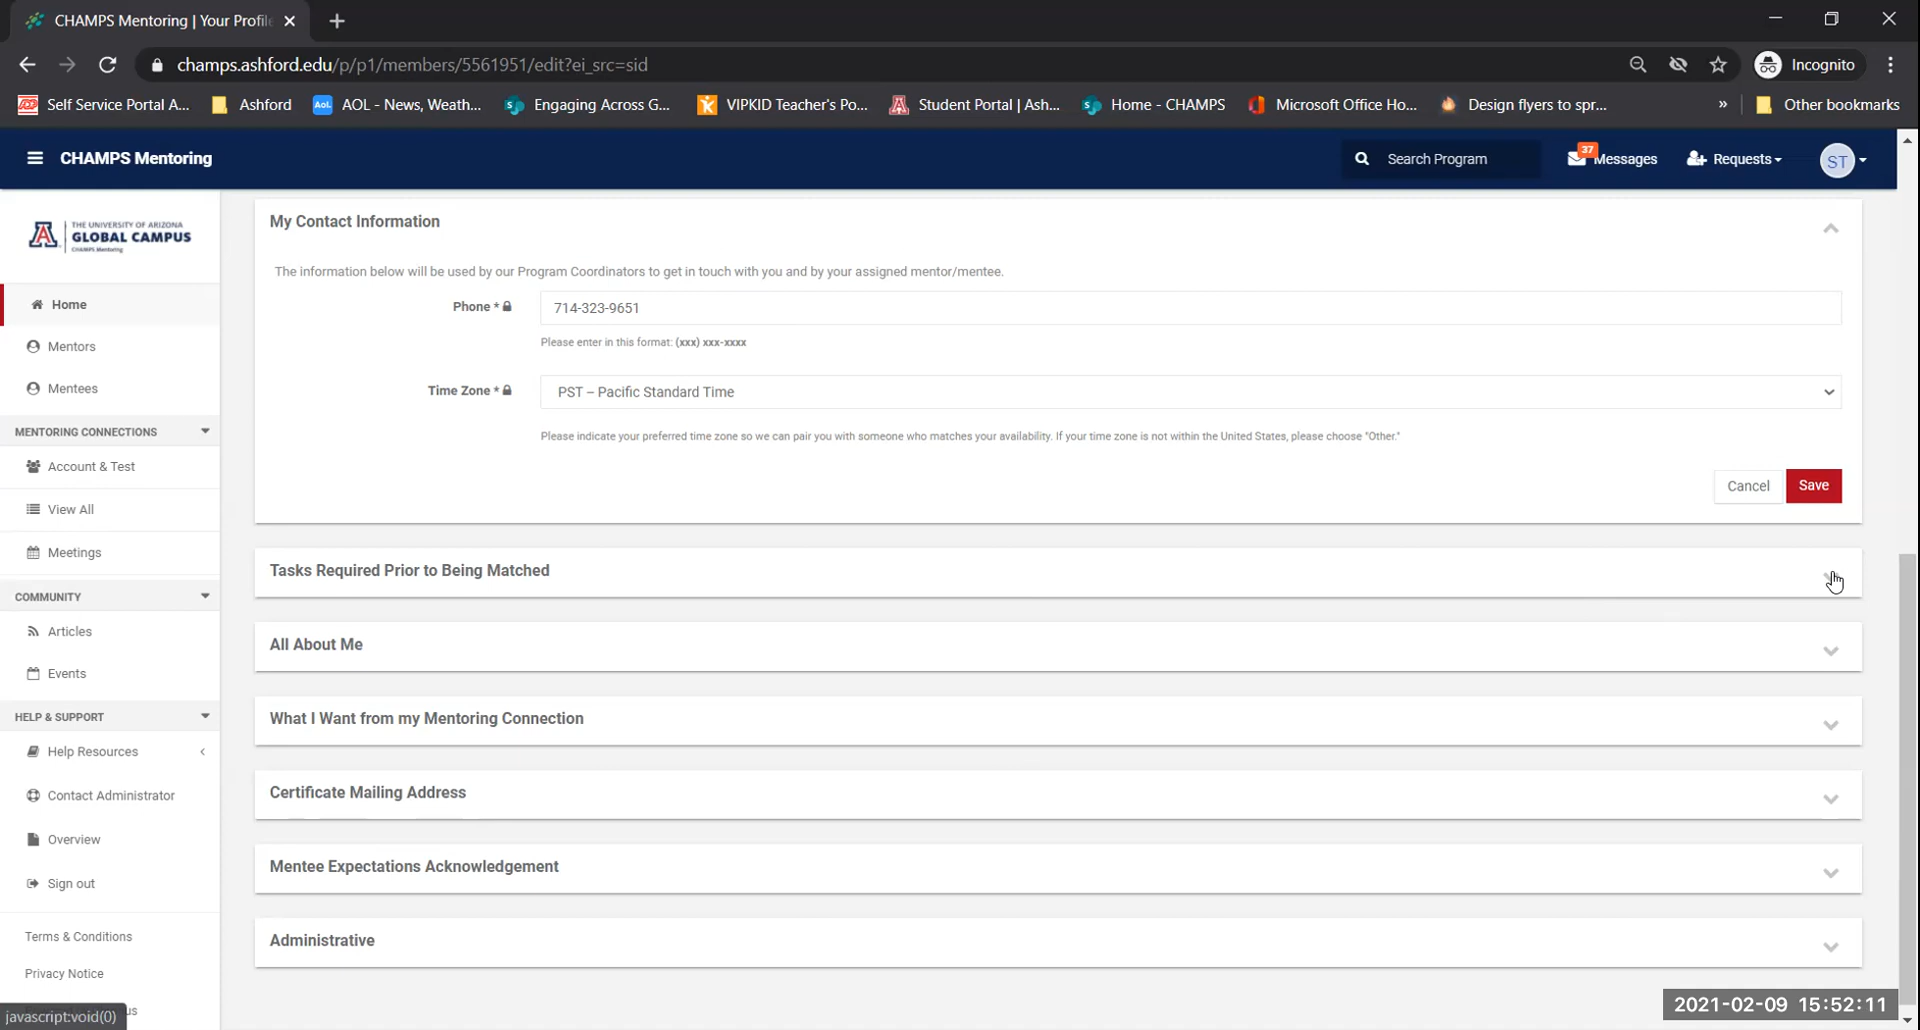 CHAMPS Mentoring | Your Profile
champs.ashford.edu/p/p1/members/5561951/edit?ei_src=sid
Incognito
Self Service Portal A...
Ashford
Aol.
AOL - News, Weath...
Engaging Across G...
VIPKID Teacher's Po...
Student Portal | Ash...
Home - CHAMPS
Microsoft Office Ho...
Design flyers to spr...
»
Other bookmarks
CHAMPS Mentoring
Search Program
37
Messages
Requests
ST
THE UNIVERSITY OF ARIZONA
GLOBAL CAMPUS
CHAMPS Mentoring
Home
Mentors
Mentees
MENTORING CONNECTIONS
Account & Test
View All
Meetings
COMMUNITY
Articles
Events
HELP & SUPPORT
Help Resources
Contact Administrator
Overview
Sign out
Terms & Conditions
Privacy Notice
us
javascript:void(0)
My Contact Information
The information below will be used by our Program Coordinators to get in touch with you and by your assigned mentor/mentee.
Phone *
714-323-9651
Please enter in this format: (xxx) xxx-xxxx
Time Zone *
PST – Pacific Standard Time
Please indicate your preferred time zone so we can pair you with someone who matches your availability. If your time zone is not within the United States, please choose "Other."
Cancel
Save
Tasks Required Prior to Being Matched
All About Me
What I Want from my Mentoring Connection
Certificate Mailing Address
Mentee Expectations Acknowledgement
Administrative
2021-02-09 15:52:11